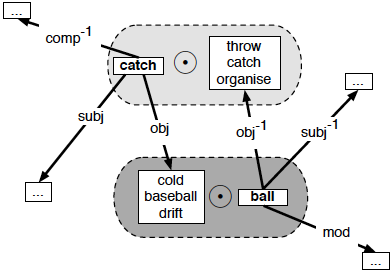 ...
comp-1
catch
throw
catch
organise
...
subj
obj
obj-1
subj-1
...
cold
baseball
drift
ball
mod
...